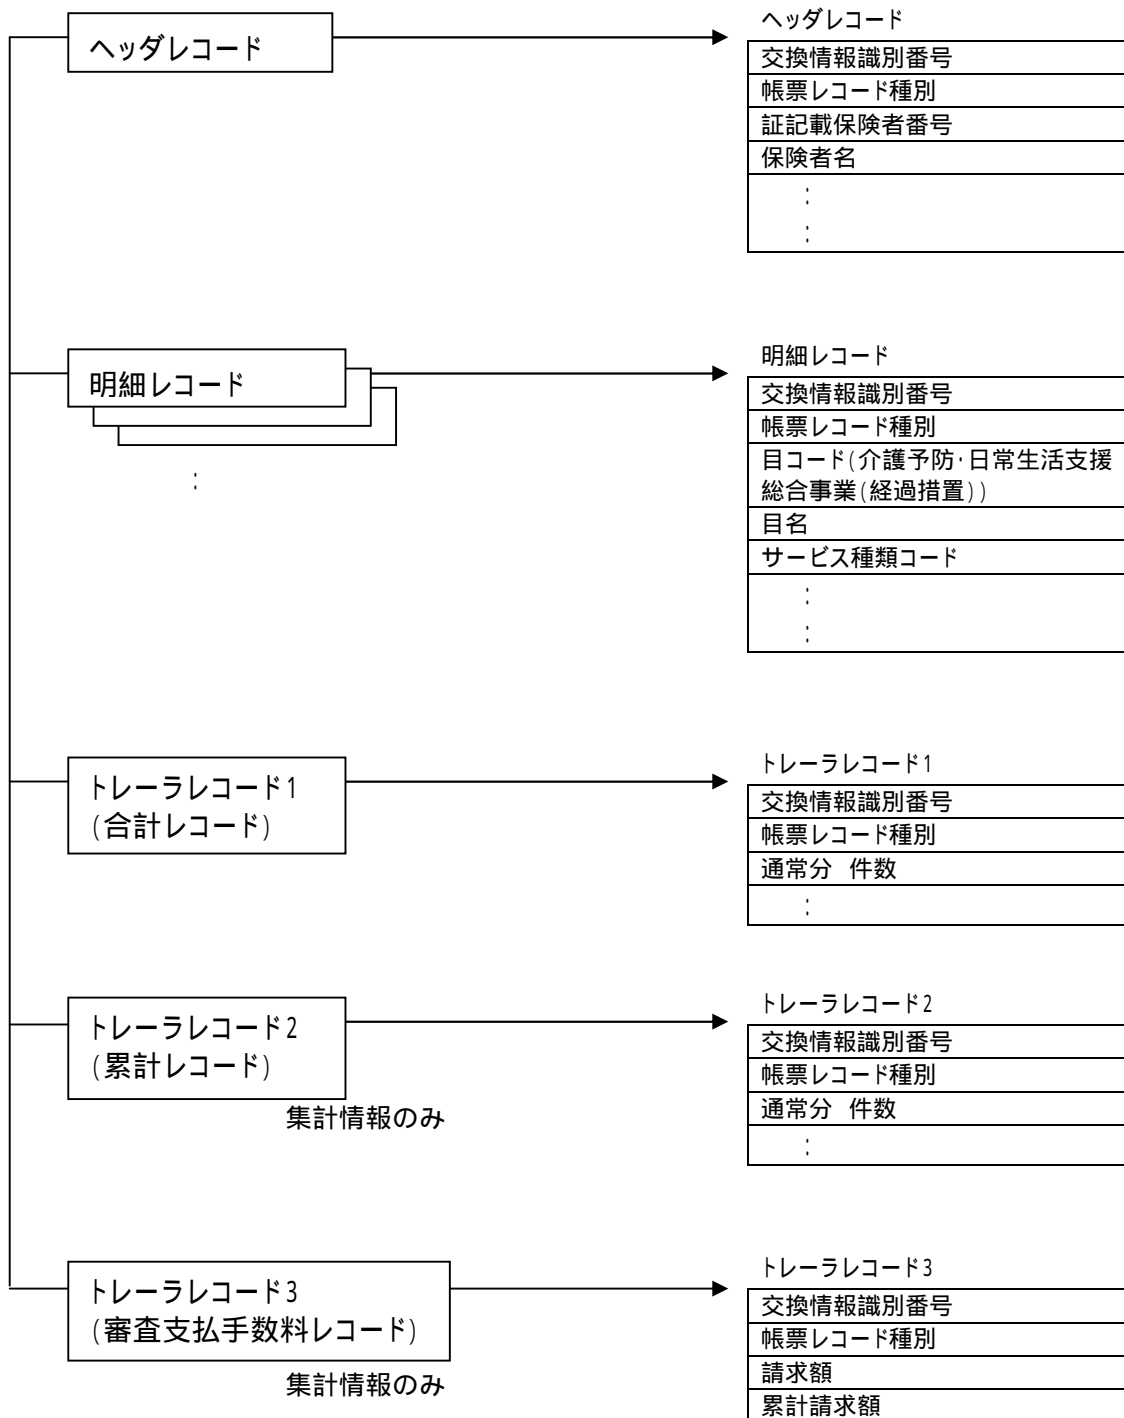 ヘッダレコード
ヘッダレコード
交換情報識別番号
帳票レコード種別
証記載保険者番号
保険者名
:
:
明細レコード
:
明細レコード
交換情報識別番号
帳票レコード種別
目コード(介護予防・日常生活支援
総合事業(経過措置))
目名
サービス種類コード
:
:
トレーラレコード1
(合計レコード)
トレーラレコード1
交換情報識別番号
帳票レコード種別
通常分 件数
:
トレーラレコード2
(累計レコード)
集計情報のみ
トレーラレコード2
交換情報識別番号
帳票レコード種別
通常分 件数
:
トレーラレコード3
(審査支払手数料レコード)
集計情報のみ
トレーラレコード3
交換情報識別番号
帳票レコード種別
請求額
累計請求額